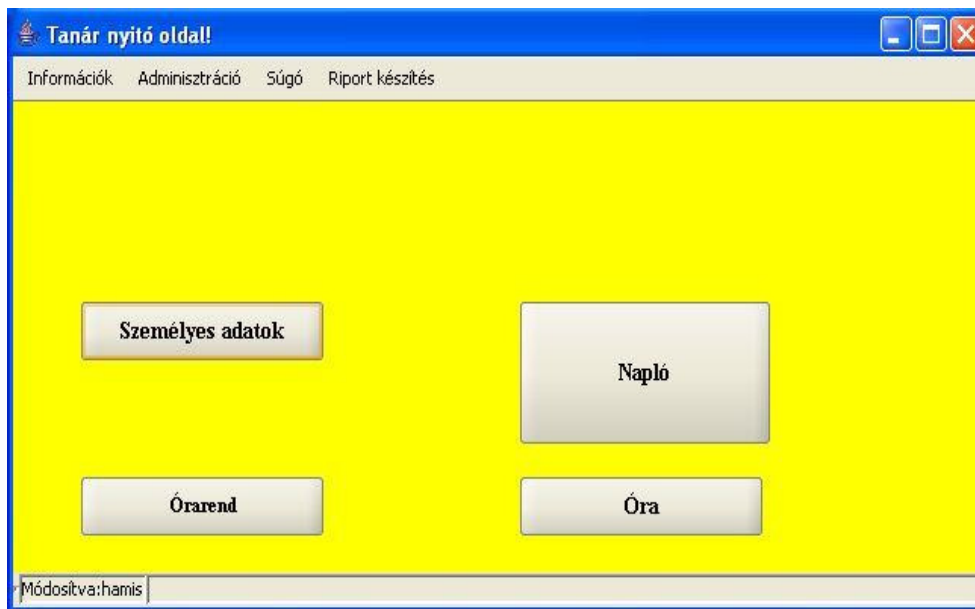 Tanár nyitó oldal!
Információk Adminisztráció Súgó Riport készítés
Személyes adatok
Napló
Órarend
Óra
Módosítva:hamis